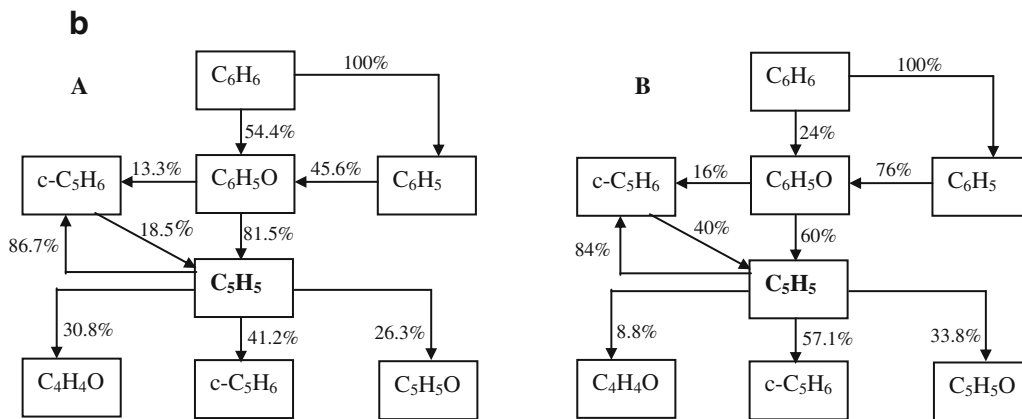 b
A
C₆H₆
100%
54.4%
c-C₅H₆
13.3%
C₆H₅O
45.6%
C₆H₅
18.5%
81.5%
86.7%
C₅H₅
30.8%
41.2%
26.3%
C₄H₄O
c-C₅H₆
C₅H₅O
B
C₆H₆
100%
24%
c-C₅H₆
16%
C₆H₅O
76%
C₆H₅
40%
60%
84%
C₅H₅
8.8%
57.1%
33.8%
C₄H₄O
c-C₅H₆
C₅H₅O